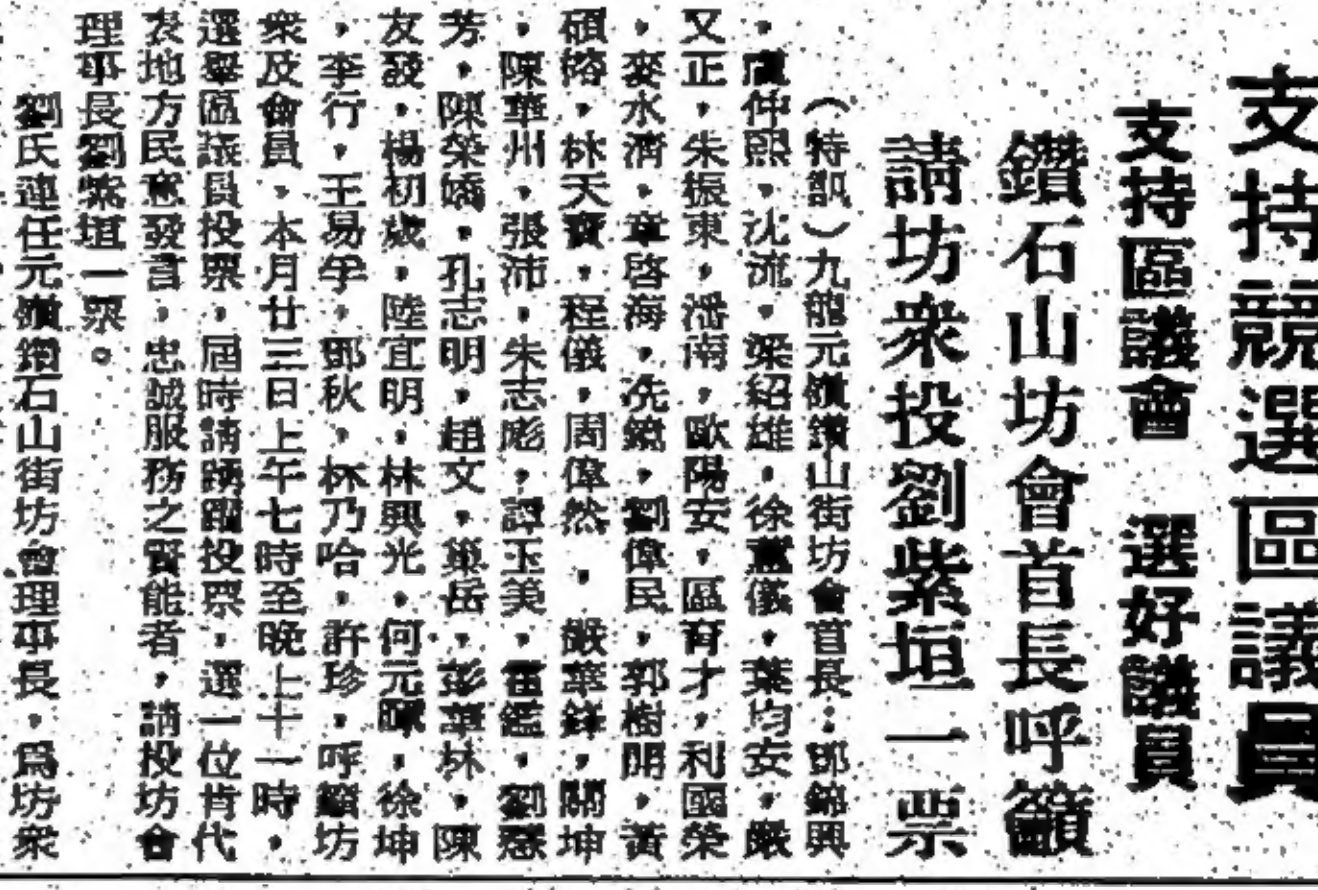 支持競選區議員
支持區議會　選好議員
鑽石山坊會首長呼籲
請坊衆投劉紫垣一票
（特訊）九龍元嶺鑽山街坊會首長：鄧錦興
，盧仲熙，沈流，梁紹雄，徐蕙儀，葉均安，嚴
又正，朱振東，潘南，歐陽安，區育才，利國榮
，麥水濟，章啓海，冼鏡，劉偉民，郭樹開，黃
碩榕，林天寶，程儀，周偉然，嚴華鋒，關坤
，陳華州，張沛，朱志彪，譚玉美，雷鑑，劉慈
芳，陳榮嬌，孔志明，趙文，葉岳，彭華林，陳
友發，楊初歲，陸宜明，林興光，何元暉，徐坤
，李行，王易牟，鄧秋，林乃哈，許珍，呼籲坊
衆及會員，本月廿三日上午七時至晚上十一時，
選舉區議員投票，屆時請踴躍投票，選一位肯代
表地方民意發言，忠誠服務之賢能者，請投坊會
理事長劉紫垣一票。
劉氏連任元嶺鑽石山街坊會理事長，爲坊衆